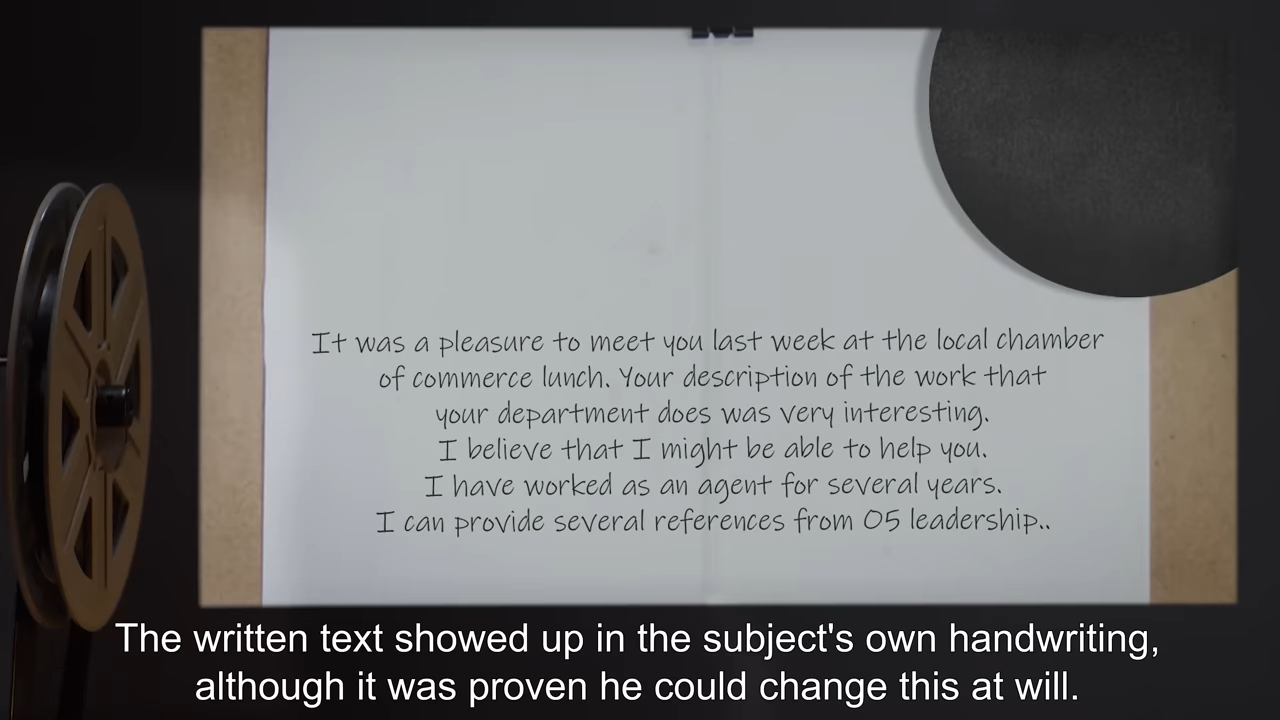 It was a pleasure to meet you last week at the local chamber
of commerce lunch. Your description of the work that
your department does was very interesting.
I believe that I might be able to help you.
I have worked as an agent for several years.
I can provide several references from O5 leadership..
The written text showed up in the subject's own handwriting,
although it was proven he could change this at will.